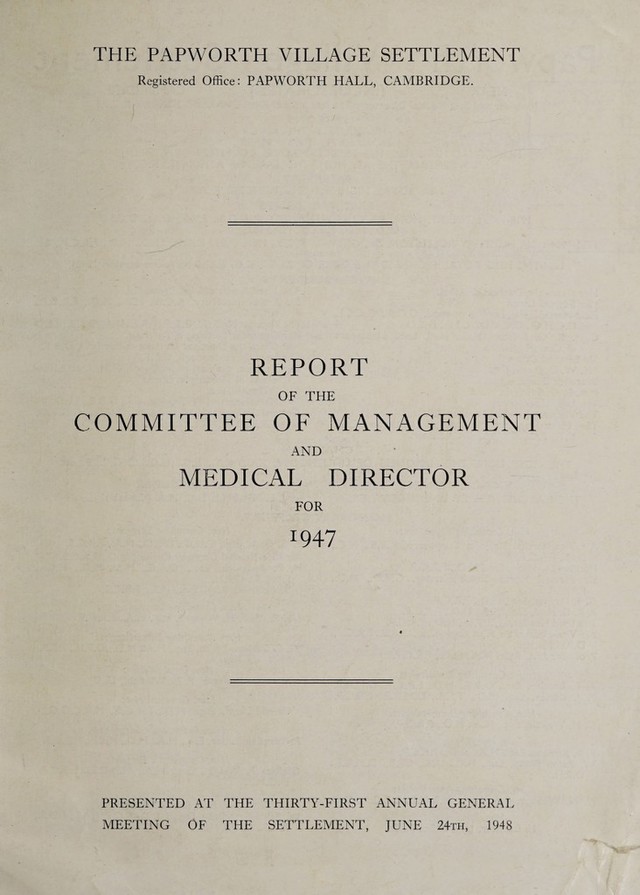 THE PAPWORTH VILLAGE SETTLEMENT
Registered Office: PAPWORTH HALL, CAMBRIDGE.
REPORT
OF THE
COMMITTEE OF MANAGEMENT
AND
MEDICAL DIRECTOR
FOR
1947
PRESENTED AT THE THIRTY-FIRST ANNUAL GENERAL
MEETING OF THE SETTLEMENT, JUNE 24TH, 1948